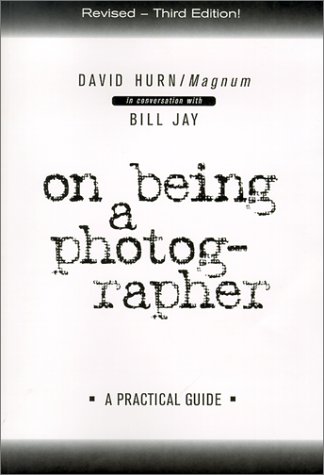 Revised – Third Edition!
DAVID HURN/Magnum
in conversation with
BILL JAY
on being
a
photog-
rapher
▪ A PRACTICAL GUIDE ▪